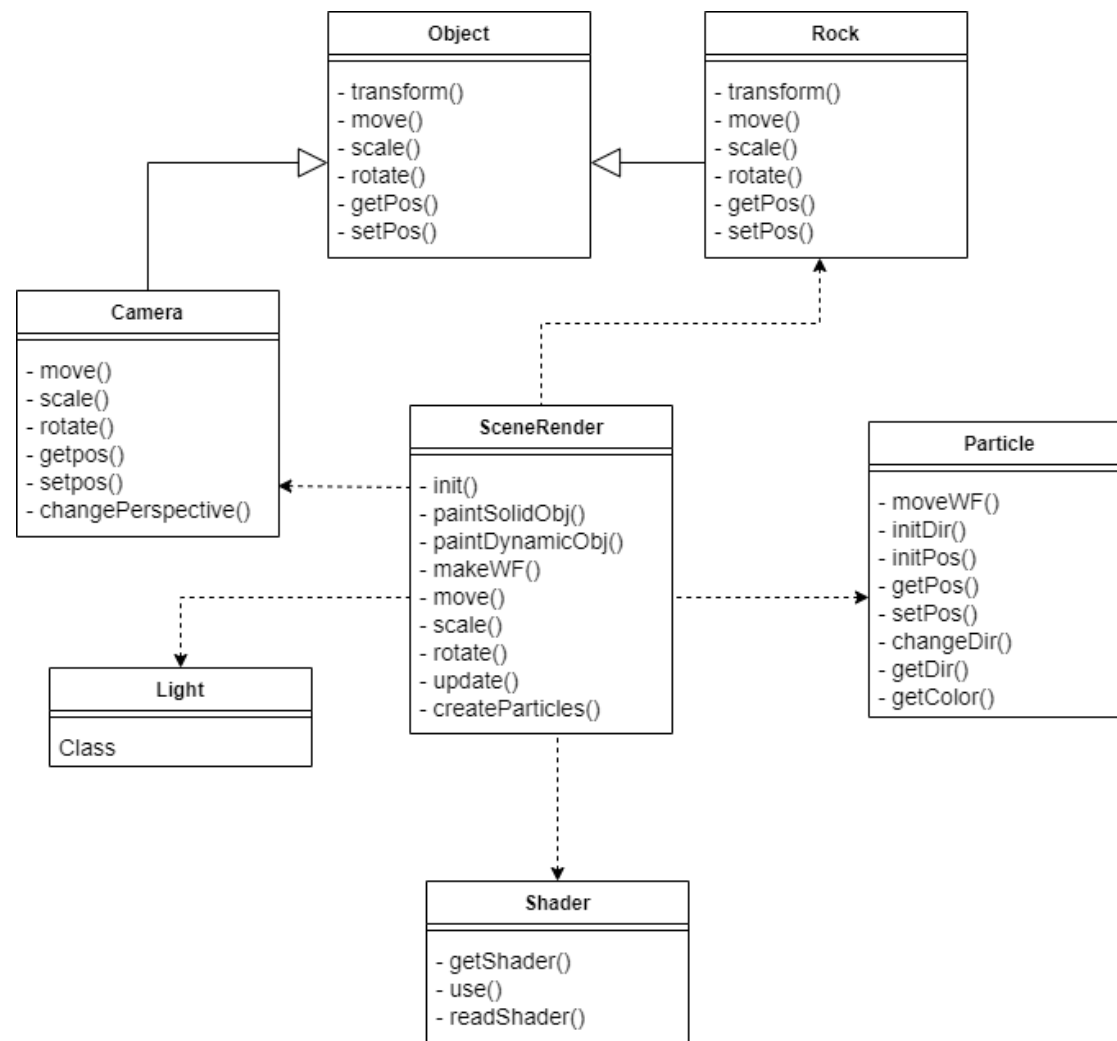 Object
- transform()
- move()
- scale()
- rotate()
- getPos()
- setPos()
Rock
- transform()
- move()
- scale()
- rotate()
- getPos()
- setPos()
Camera
- move()
- scale()
- rotate()
- getpos()
- setpos()
- changePerspective()
SceneRender
- init()
- paintSolidObj()
- paintDynamicObj()
- makeWF()
- move()
- scale()
- rotate()
- update()
- createParticles()
Particle
- moveWF()
- initDir()
- initPos()
- getPos()
- setPos()
- changeDir()
- getDir()
- getColor()
Light
Class
Shader
- getShader()
- use()
- readShader()